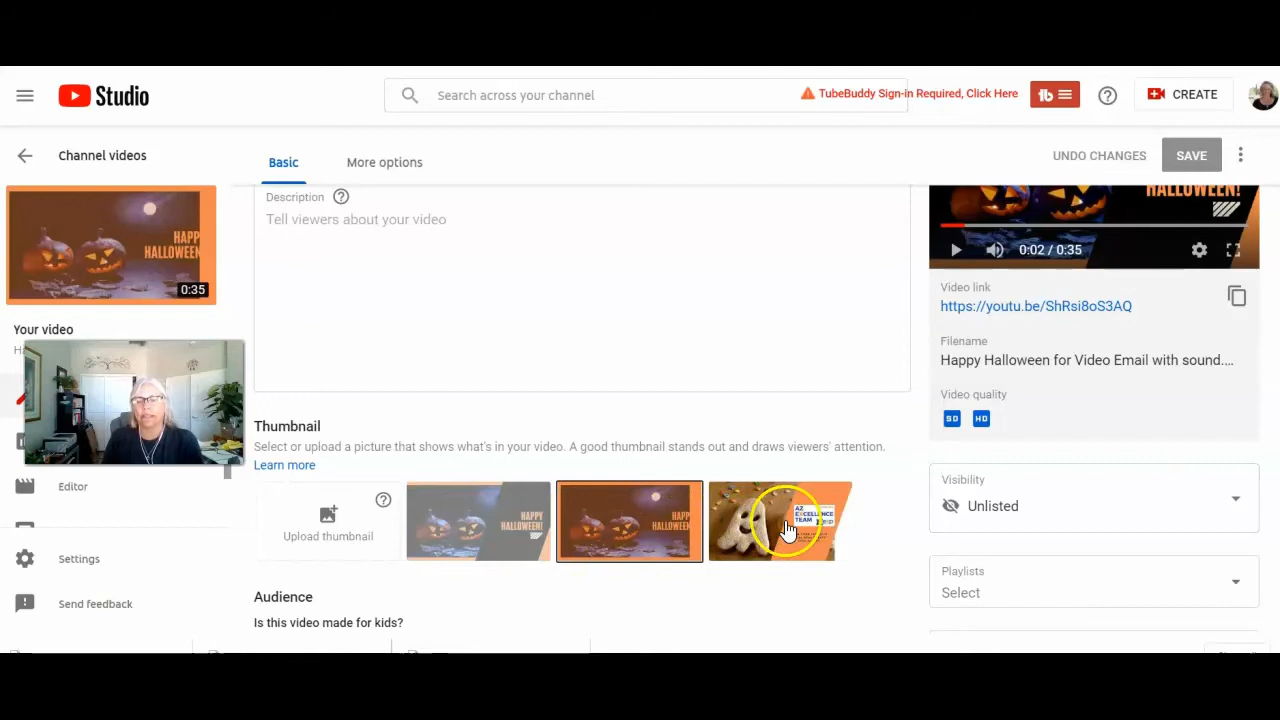 Studio
Search across your channel
TubeBuddy Sign-in Required, Click Here
tb
CREATE
Channel videos
Basic
More options
UNDO CHANGES
SAVE
HAPPY
HALLOWEEN
0:35
Your video
Editor
Settings
Send feedback
Description
Tell viewers about your video
Thumbnail
Select or upload a picture that shows what's in your video. A good thumbnail stands out and draws viewers' attention.
Learn more
Upload thumbnail
HAPPY
HALLOWEEN!
HAPP
HALLOWEEN
AZ
EXCELLENCE
TEAM
Audience
Is this video made for kids?
HALLOWEEN!
0:02 / 0:35
Video link
https://youtu.be/ShRsi8oS3AQ
Filename
Happy Halloween for Video Email with sound....
Video quality
SD
HD
Visibility
Unlisted
Playlists
Select